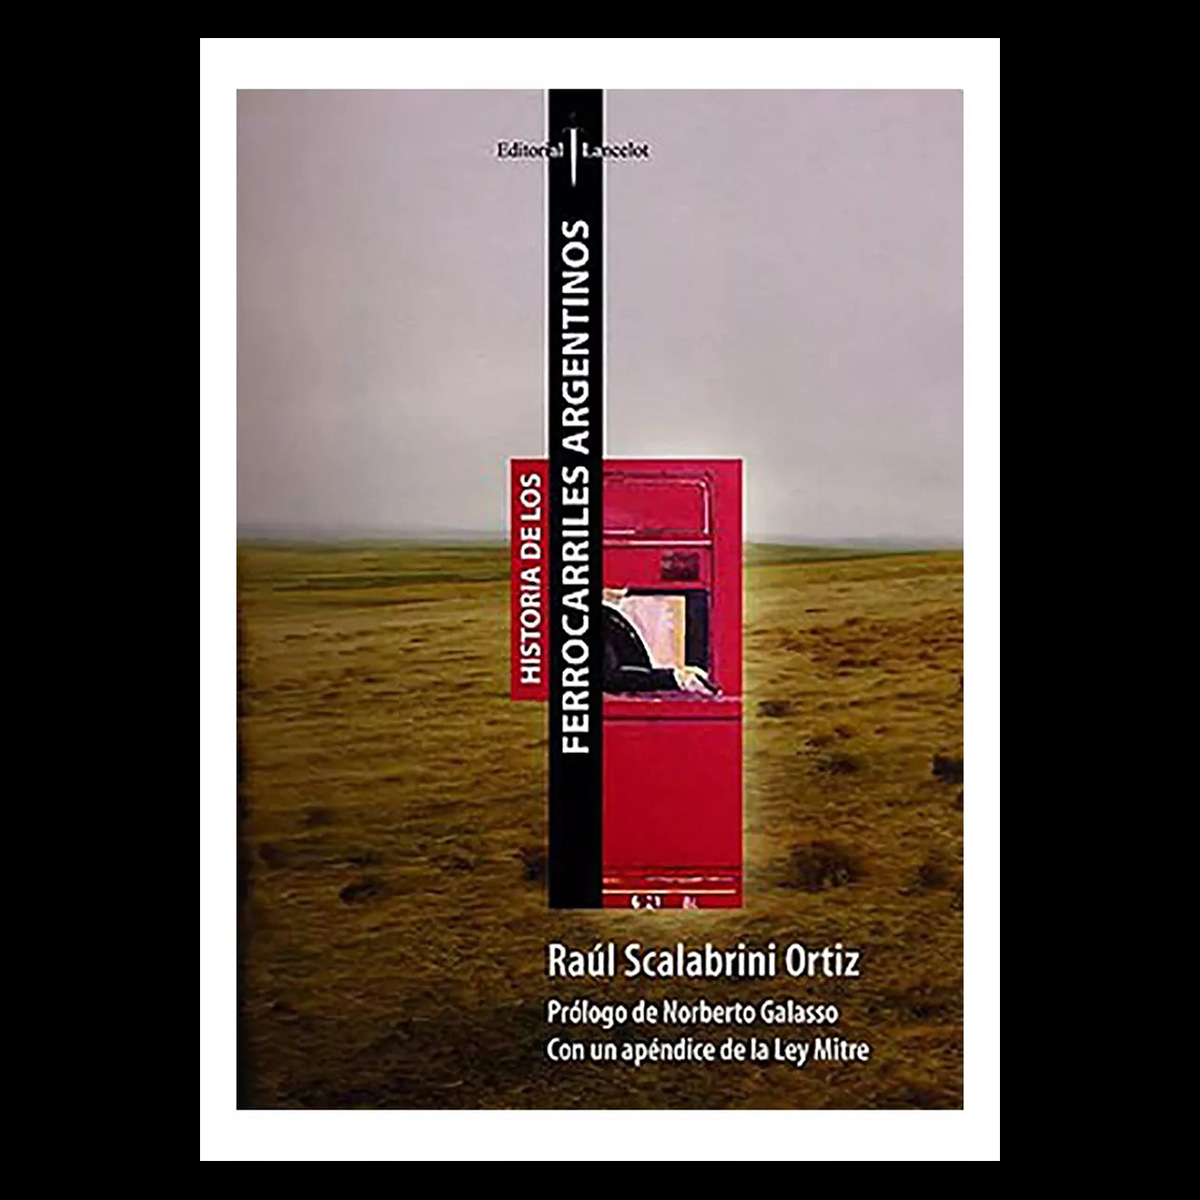 Editorial Lancelot
HISTORIA DE LOS
FERROCARRILES ARGENTINOS
Raúl Scalabrini Ortiz
Prólogo de Norberto Galasso
Con un apéndice de la Ley Mitre